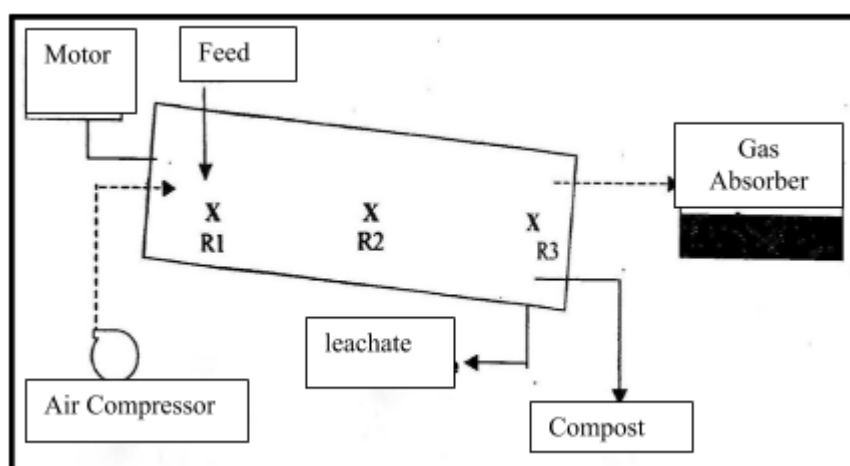 Motor
Feed
Gas
Absorber
X
R1
X
R2
X
R3
leachate
Air Compressor
Compost